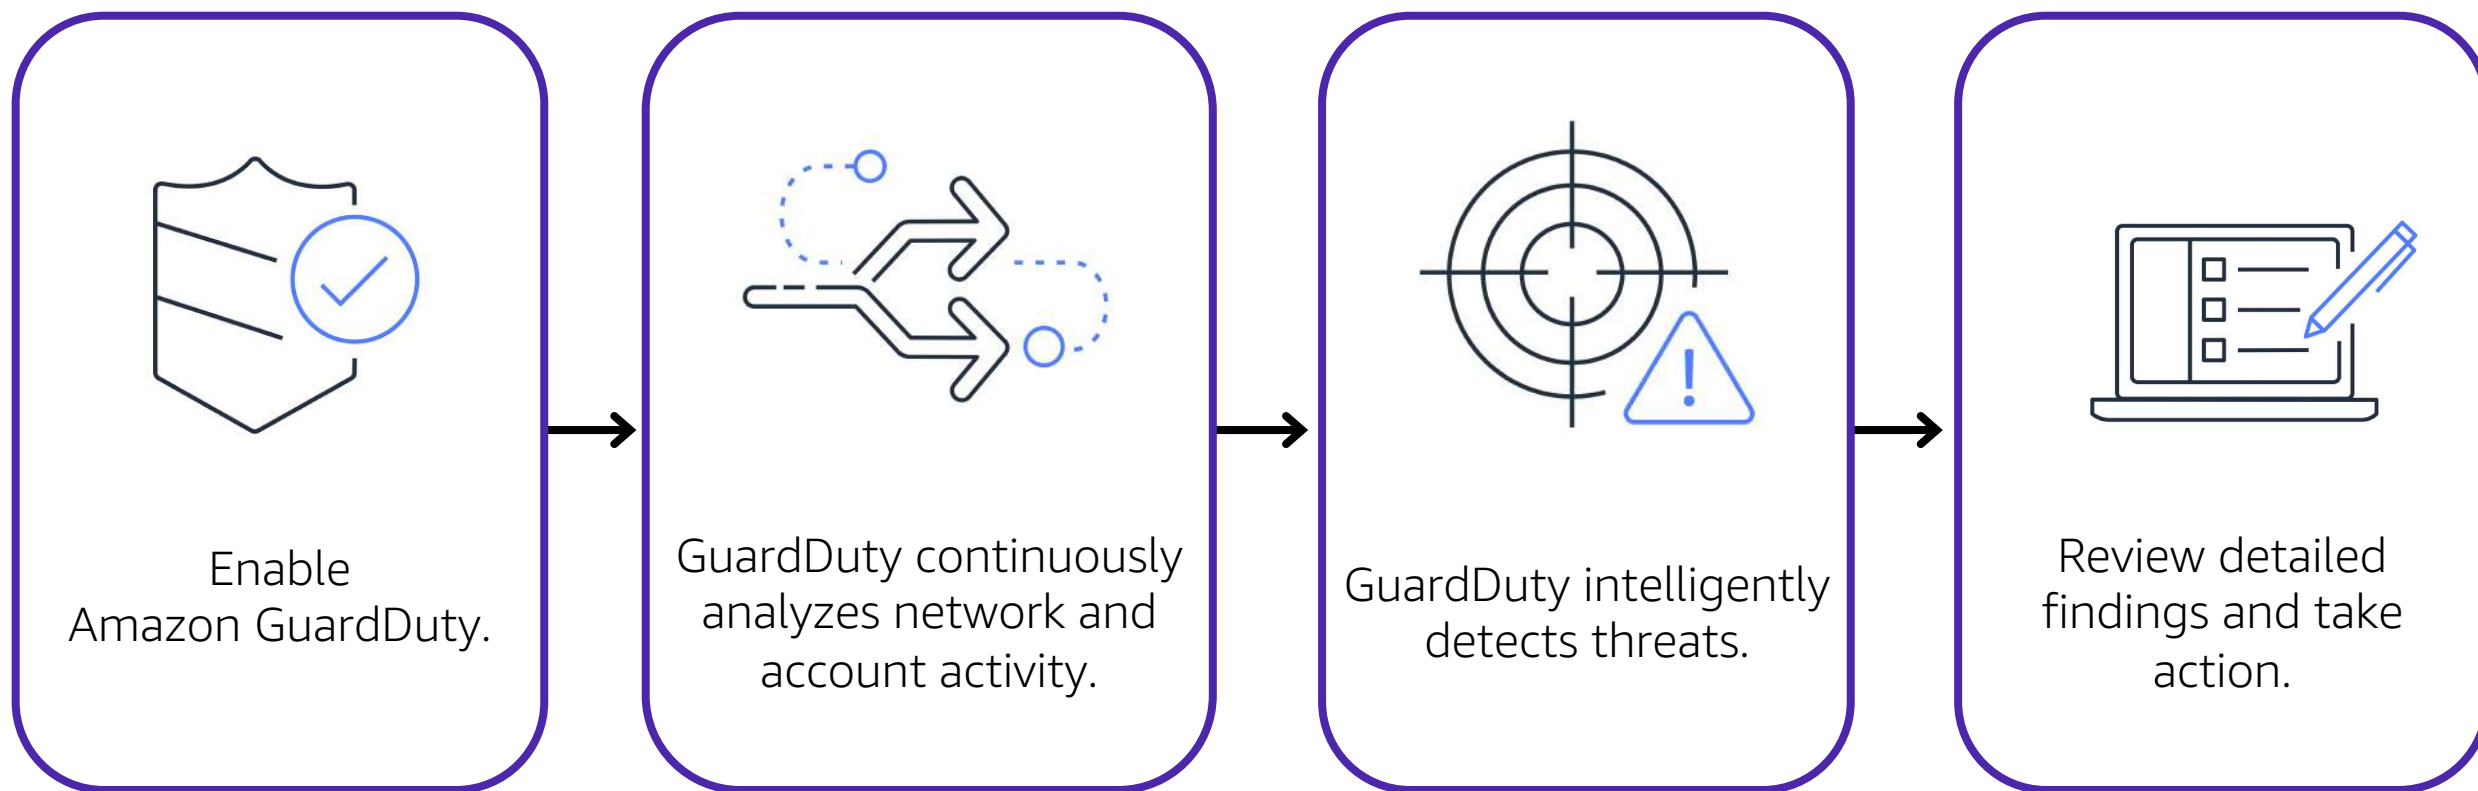 Enable
Amazon GuardDuty.
GuardDuty continuously
analyzes network and
account activity.
GuardDuty intelligently
detects threats.
Review detailed
findings and take
action.